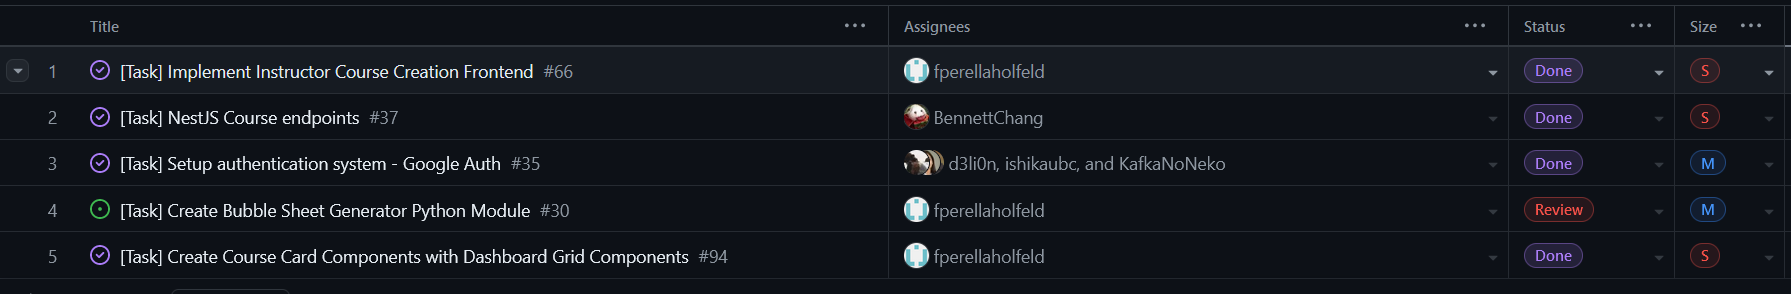 Title ... Assignees ... Status ... Size ...
1 [Task] Implement Instructor Course Creation Frontend #66 fperellaholfeld Done S
2 [Task] NestJS Course endpoints #37 BennettChang Done S
3 [Task] Setup authentication system - Google Auth #35 d3li0n, ishikaubc, and KafkaNoNeko Done M
4 [Task] Create Bubble Sheet Generator Python Module #30 fperellaholfeld Review M
5 [Task] Create Course Card Components with Dashboard Grid Components #94 fperellaholfeld Done S